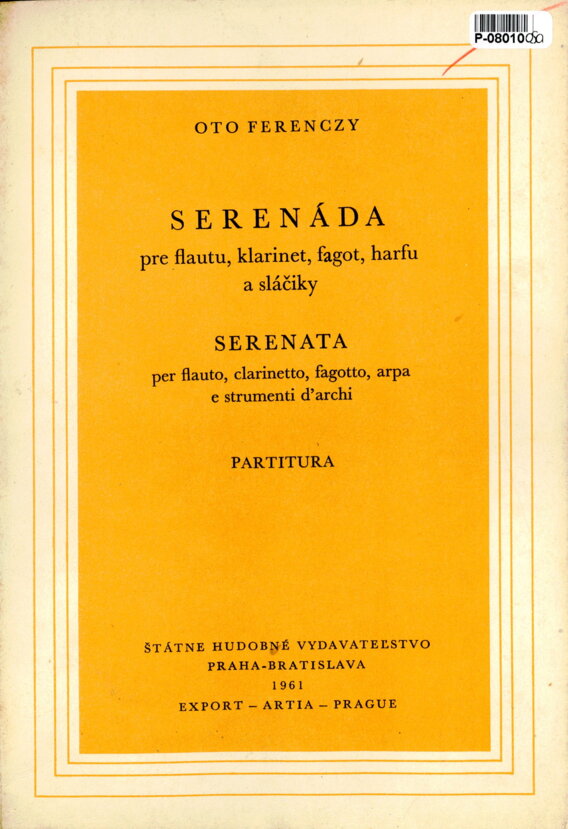 P-08010
OTO FERENCZY
SERENÁDA
pre flautu, klarinet, fagot, harfu
a sláčiky
SERENATA
per flauto, clarinetto, fagotto, arpa
e strumenti d'archi
PARTITURA
ŠTÁTNE HUDOBNÉ VYDAVATEĽSTVO
PRAHA-BRATISLAVA
1961
EXPORT – ARTIA – PRAGUE